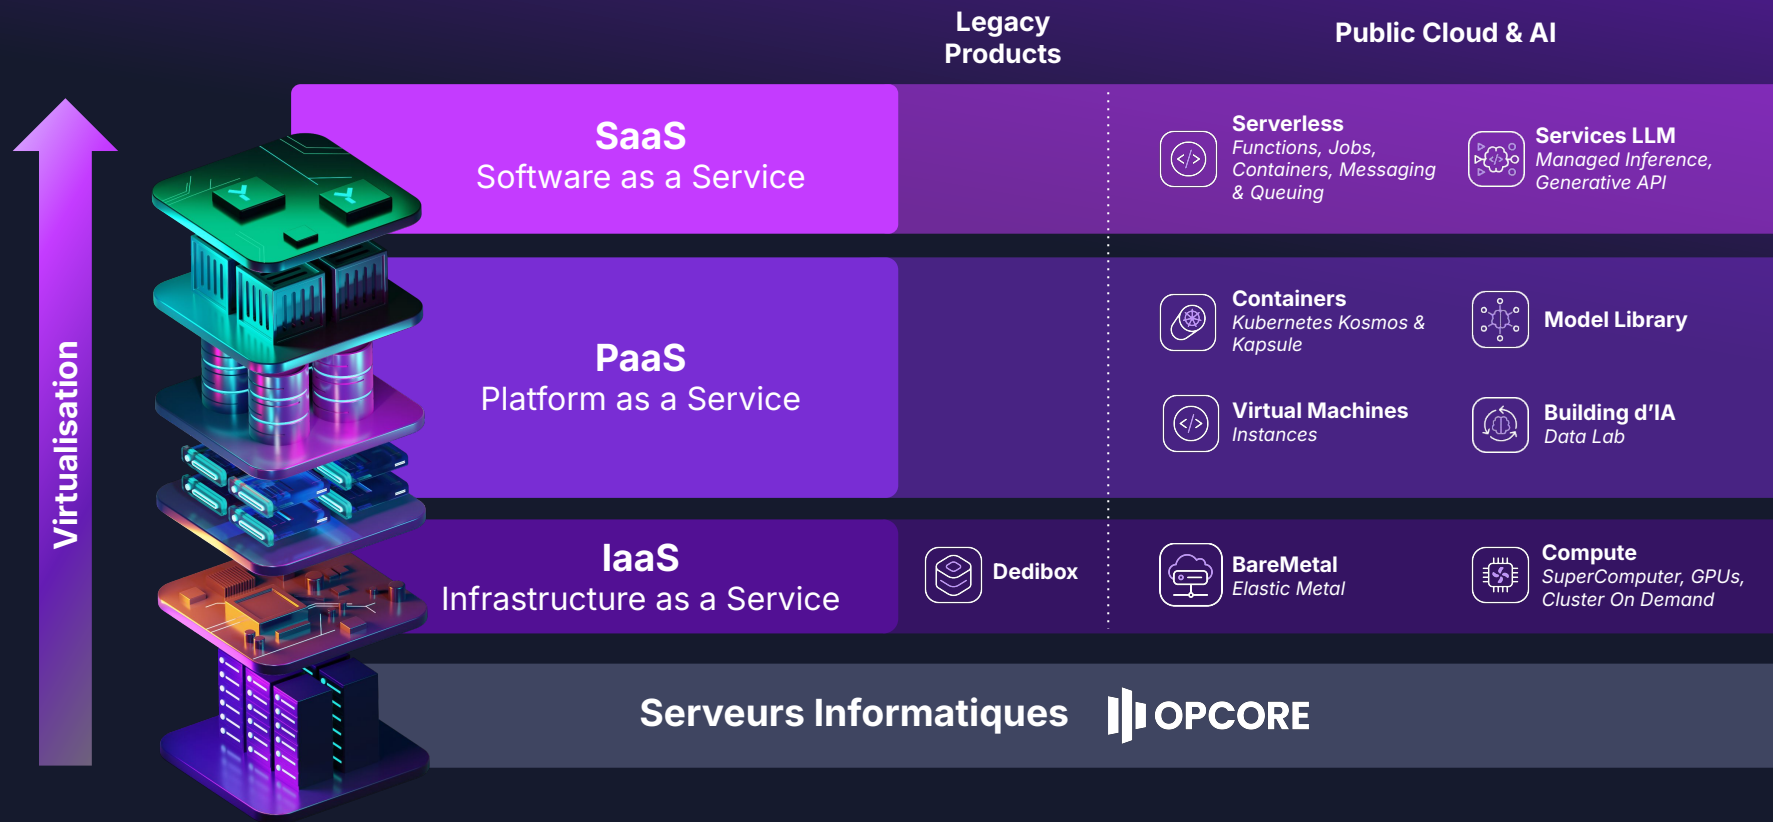 Legacy
Products
Public Cloud & AI
Virtualisation
SaaS
Software as a Service
Serverless
Functions, Jobs,
Containers, Messaging
& Queuing
Services LLM
Managed Inference,
Generative API
PaaS
Platform as a Service
Containers
Kubernetes Kosmos &
Kapsule
Model Library
Virtual Machines
Instances
Building d’IA
Data Lab
IaaS
Infrastructure as a Service
Dedibox
BareMetal
Elastic Metal
Compute
SuperComputer, GPUs,
Cluster On Demand
Serveurs Informatiques
OPCORE